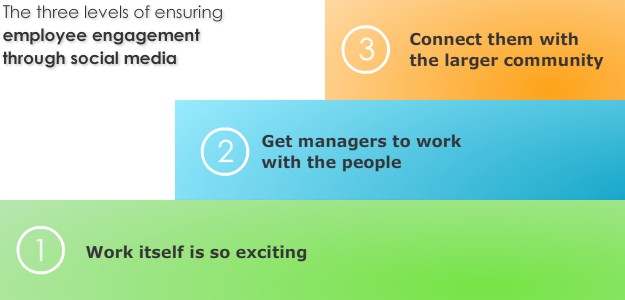 The three levels of ensuring
employee engagement
through social media
3
Connect them with
the larger community
2
Get managers to work
with the people
1
Work itself is so exciting